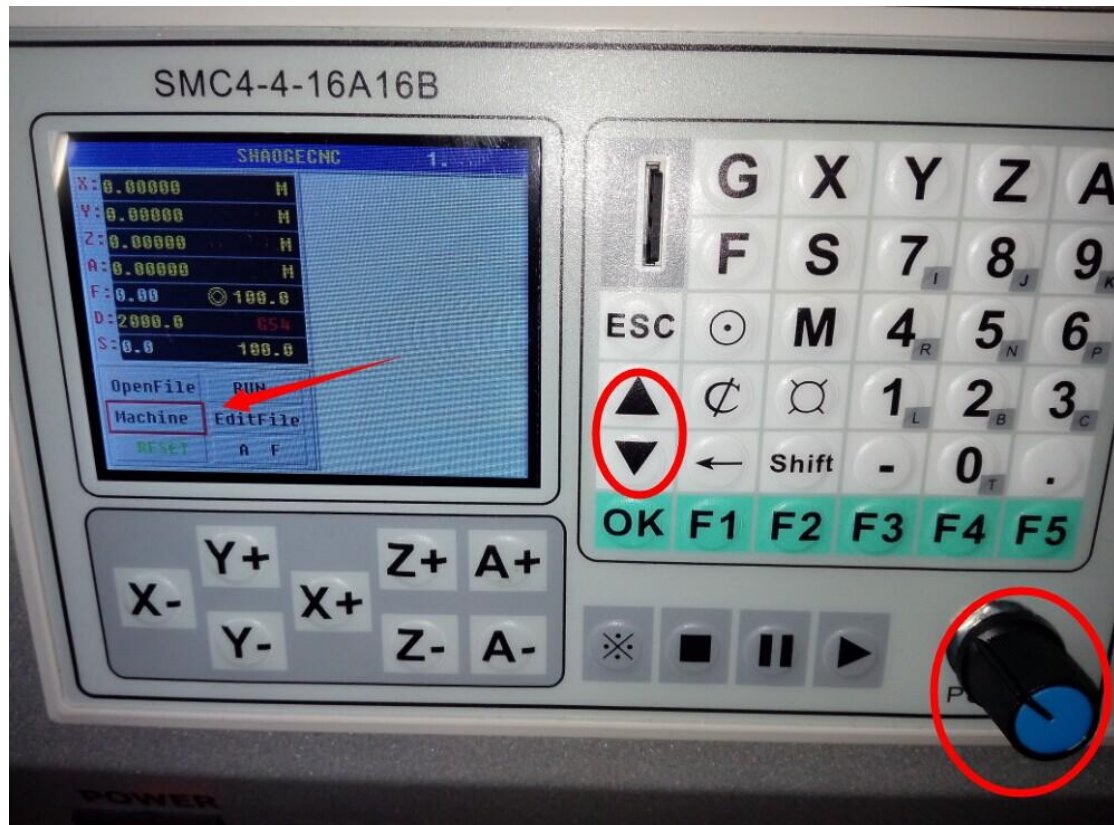 SMC4-4-16A16B
SHAOGECNC 1.
X:0.00000 M
Y:0.00000 M
Z:0.00000 M
A:0.00000 M
F:0.00 100.0
D:2000.0 G54
S:0.0 100.0
OpenFile RUN
Machine EditFile
RESET A F
G X Y Z A
F S 7 I 8 J 9 K
ESC M 4 R 5 N 6 P
₵ 1 L 2 B 3 C
← Shift - 0 T .
OK F1 F2 F3 F4 F5
Y+ Z+ A+
X- X+
Y- Z- A-
POWER